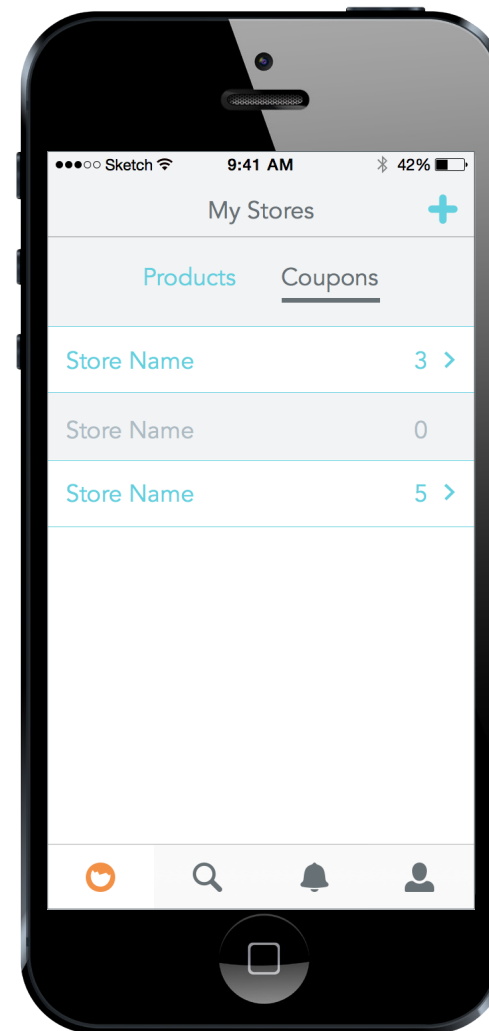 Sketch 9:41 AM 42%
My Stores
Products Coupons
Store Name 3
Store Name 0
Store Name 5